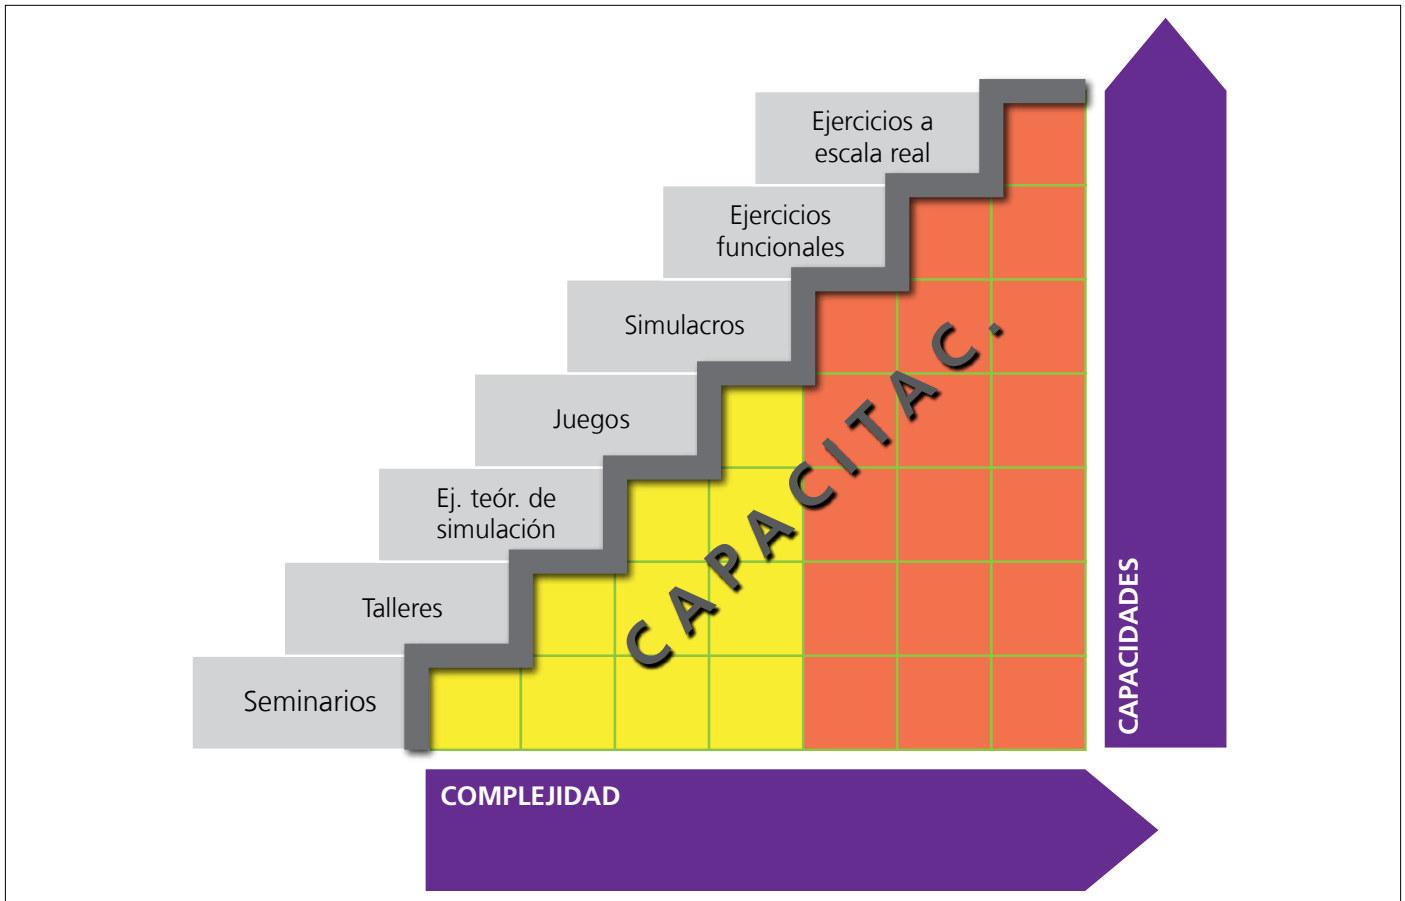 Ejercicios a
escala real
Ejercicios
funcionales
Simulacros
Juegos
Ej. teór. de
simulación
Talleres
Seminarios
CAPACITAC.
CAPACIDADES
COMPLEJIDAD